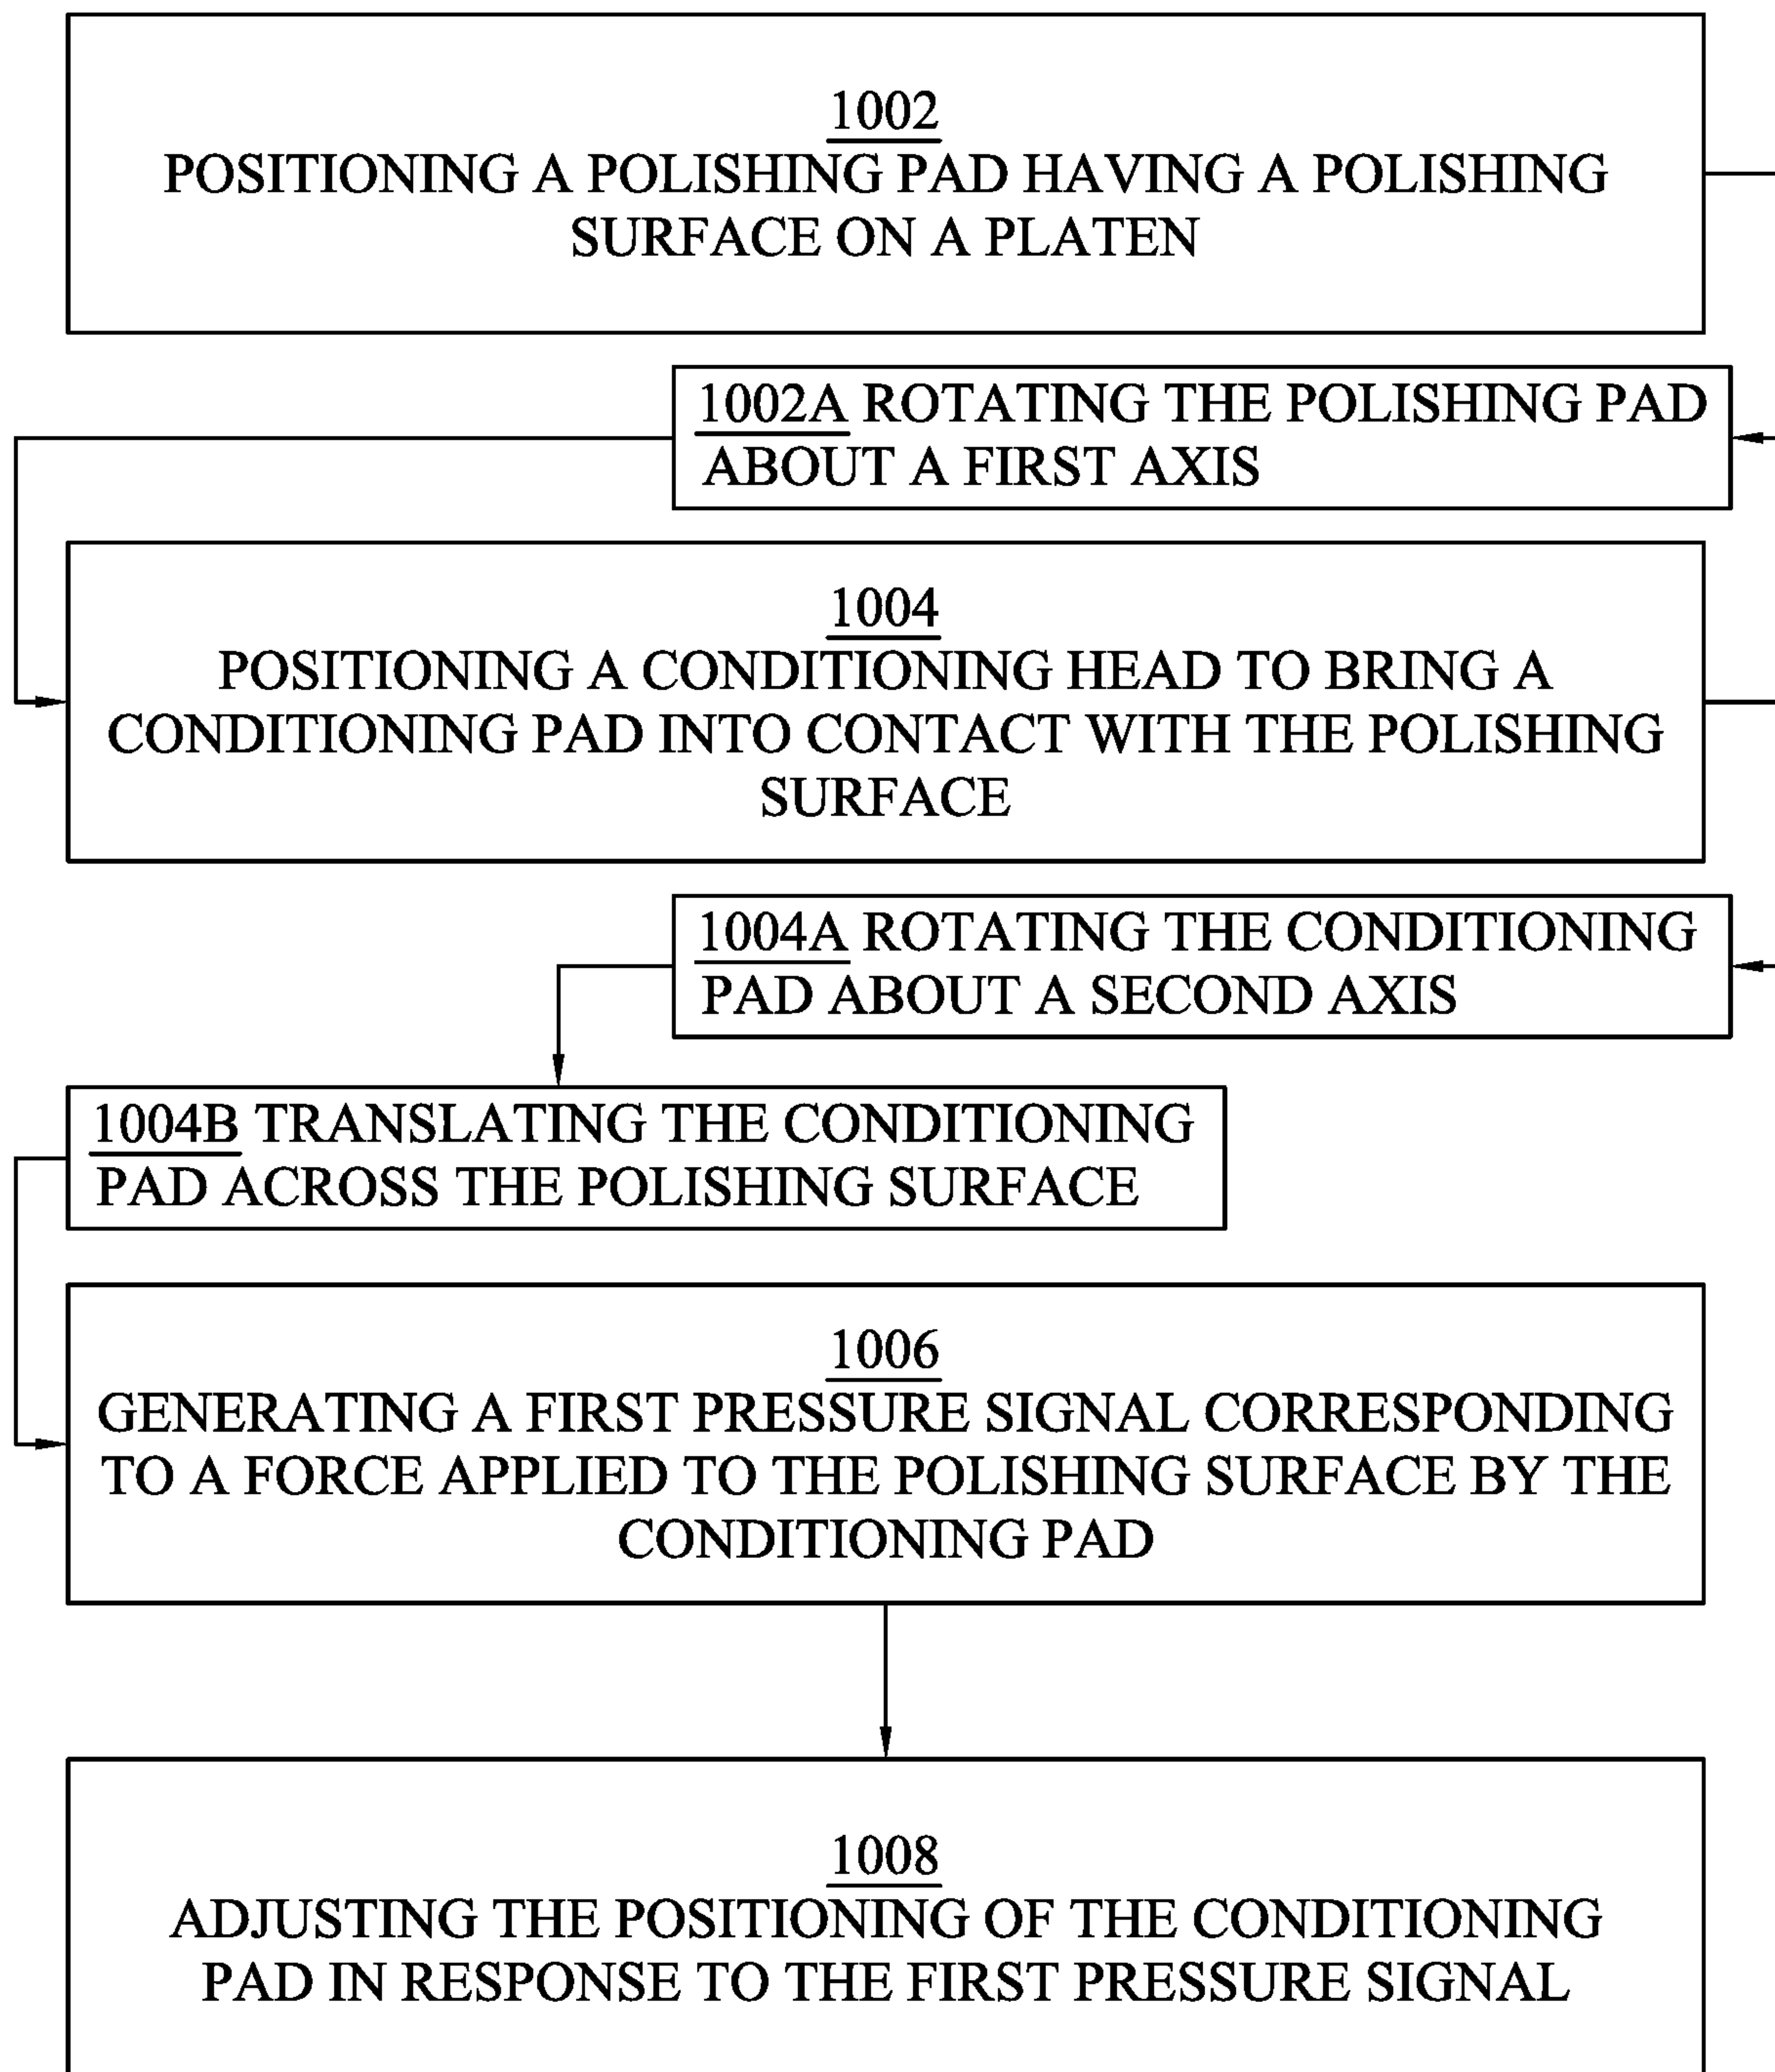 1002
POSITIONING A POLISHING PAD HAVING A POLISHING
SURFACE ON A PLATEN
1002A ROTATING THE POLISHING PAD
ABOUT A FIRST AXIS
1004
POSITIONING A CONDITIONING HEAD TO BRING A
CONDITIONING PAD INTO CONTACT WITH THE POLISHING
SURFACE
1004A ROTATING THE CONDITIONING
PAD ABOUT A SECOND AXIS
1004B TRANSLATING THE CONDITIONING
PAD ACROSS THE POLISHING SURFACE
1006
GENERATING A FIRST PRESSURE SIGNAL CORRESPONDING
TO A FORCE APPLIED TO THE POLISHING SURFACE BY THE
CONDITIONING PAD
1008
ADJUSTING THE POSITIONING OF THE CONDITIONING
PAD IN RESPONSE TO THE FIRST PRESSURE SIGNAL